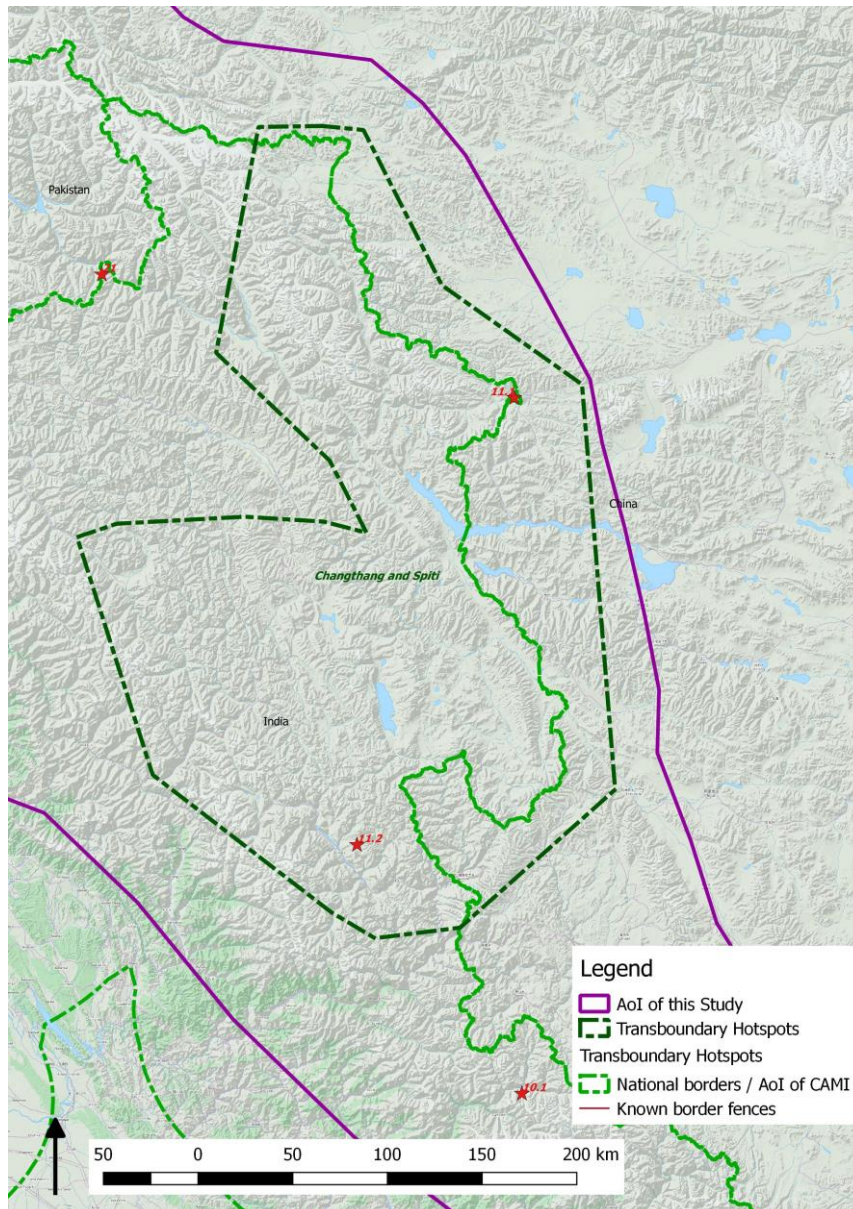 Pakistan
11.1
China
Changthang and Spiti
India
11.2
Legend
AoI of this Study
Transboundary Hotspots
Transboundary Hotspots
National borders / AoI of CAMI
Known border fences
10.1
50 0 50 100 150 200 km